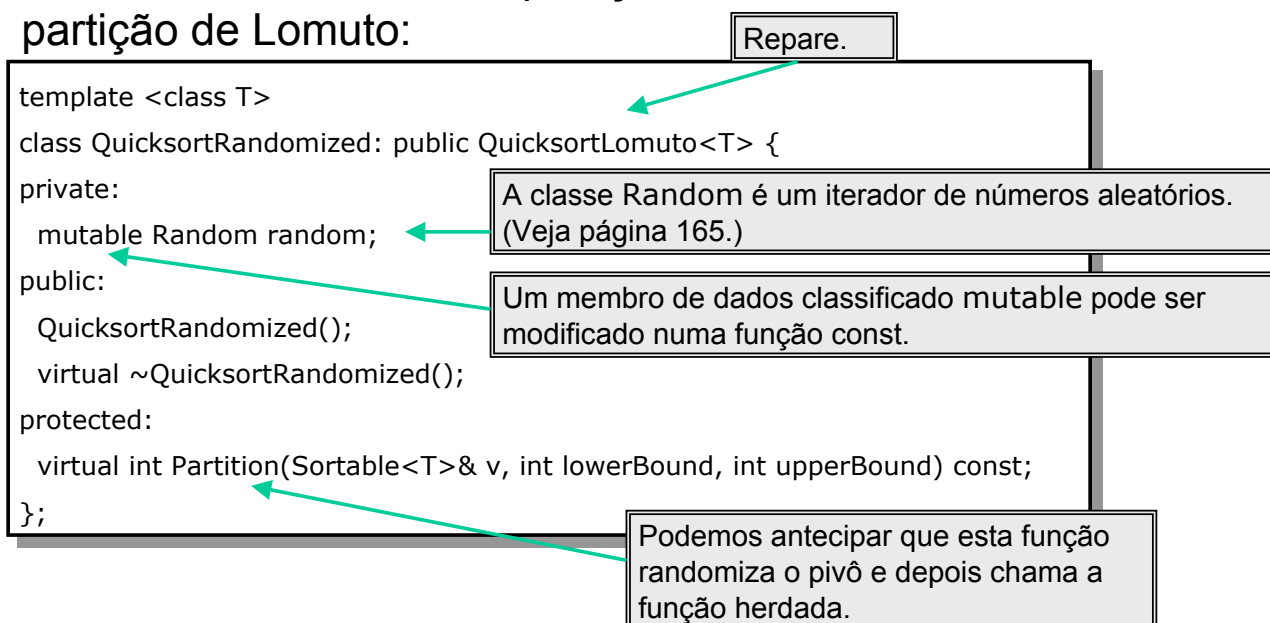 partição de Lomuto:
Repare.
template <class T>
class QuicksortRandomized: public QuicksortLomuto<T> {
private:
A classe Random é um iterador de números aleatórios.
(Veja página 165.)
mutable Random random;
public:
Um membro de dados classificado mutable pode ser
modificado numa função const.
QuicksortRandomized();
virtual ~QuicksortRandomized();
protected:
virtual int Partition(Sortable<T>& v, int lowerBound, int upperBound) const;
};
Podemos antecipar que esta função
randomiza o pivô e depois chama a
função herdada.